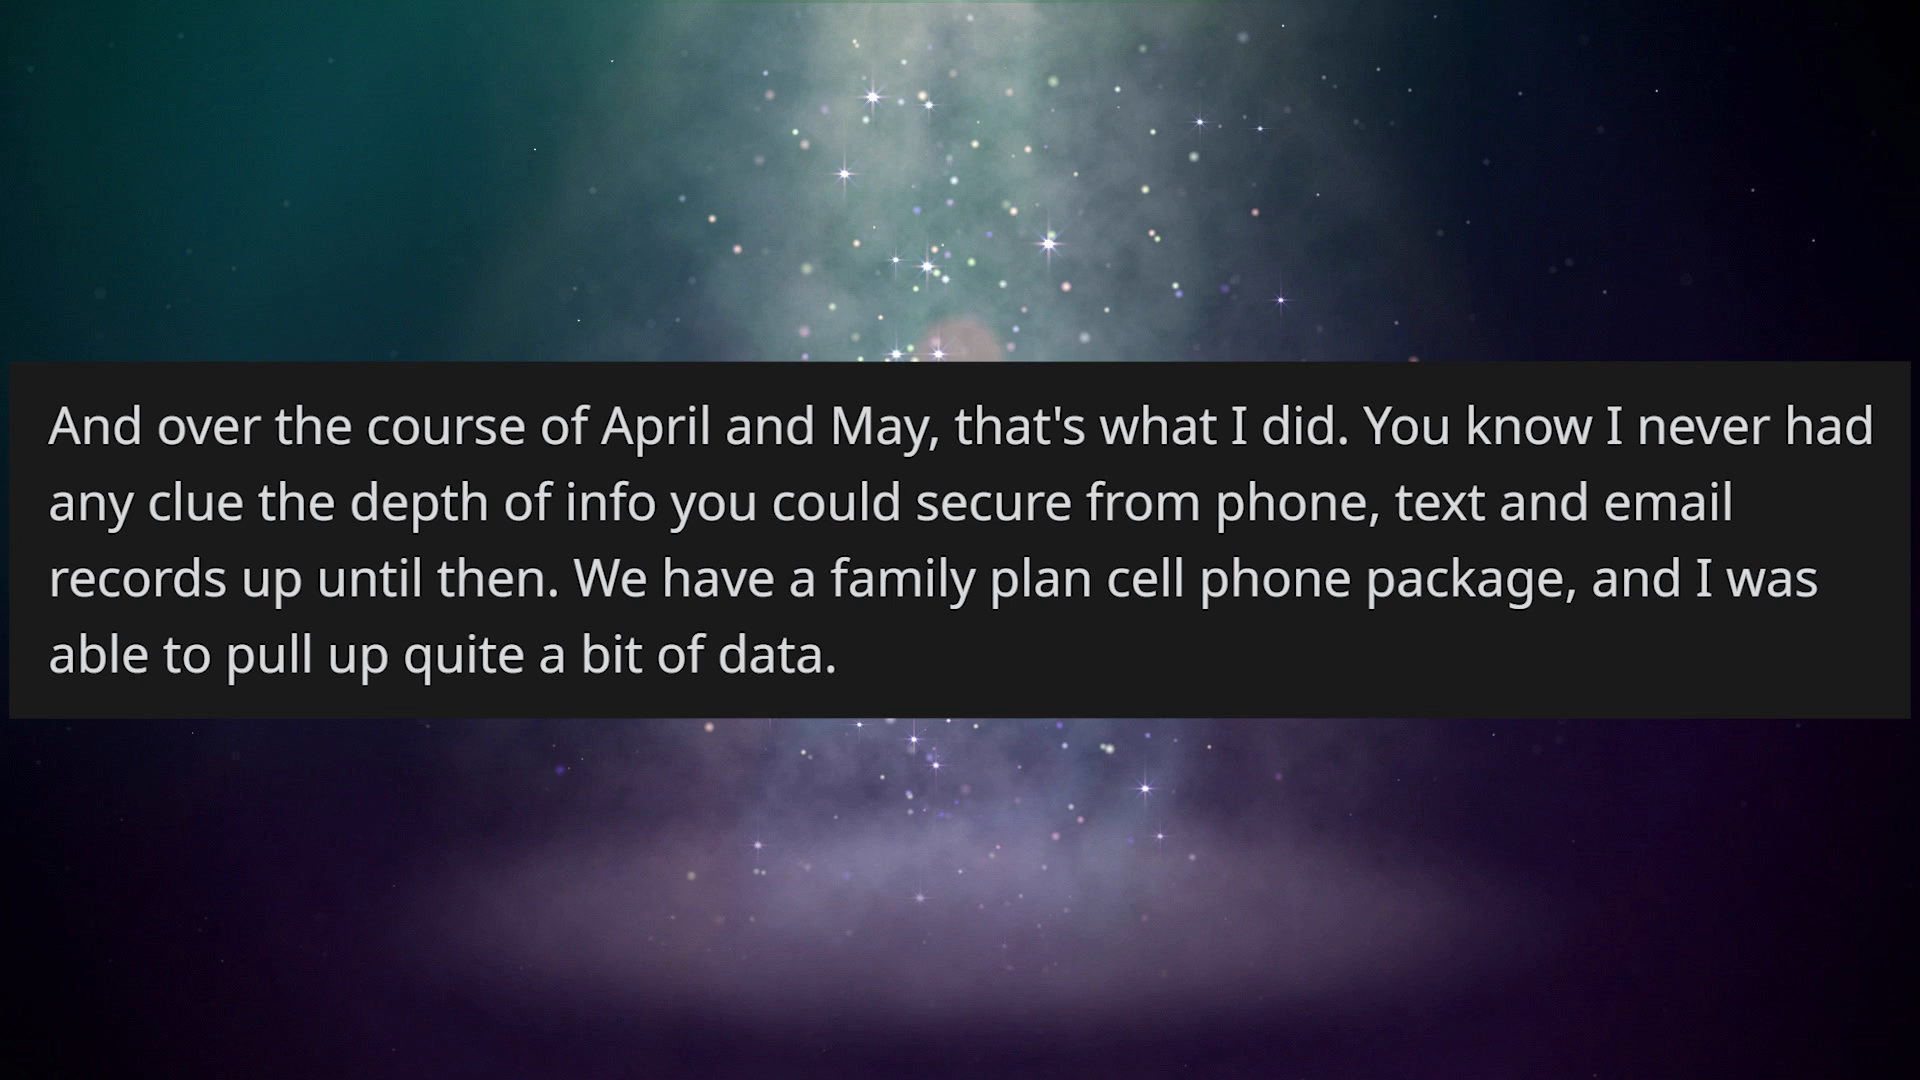 And over the course of April and May, that's what I did. You know I never had
any clue the depth of info you could secure from phone, text and email
records up until then. We have a family plan cell phone package, and I was
able to pull up quite a bit of data.